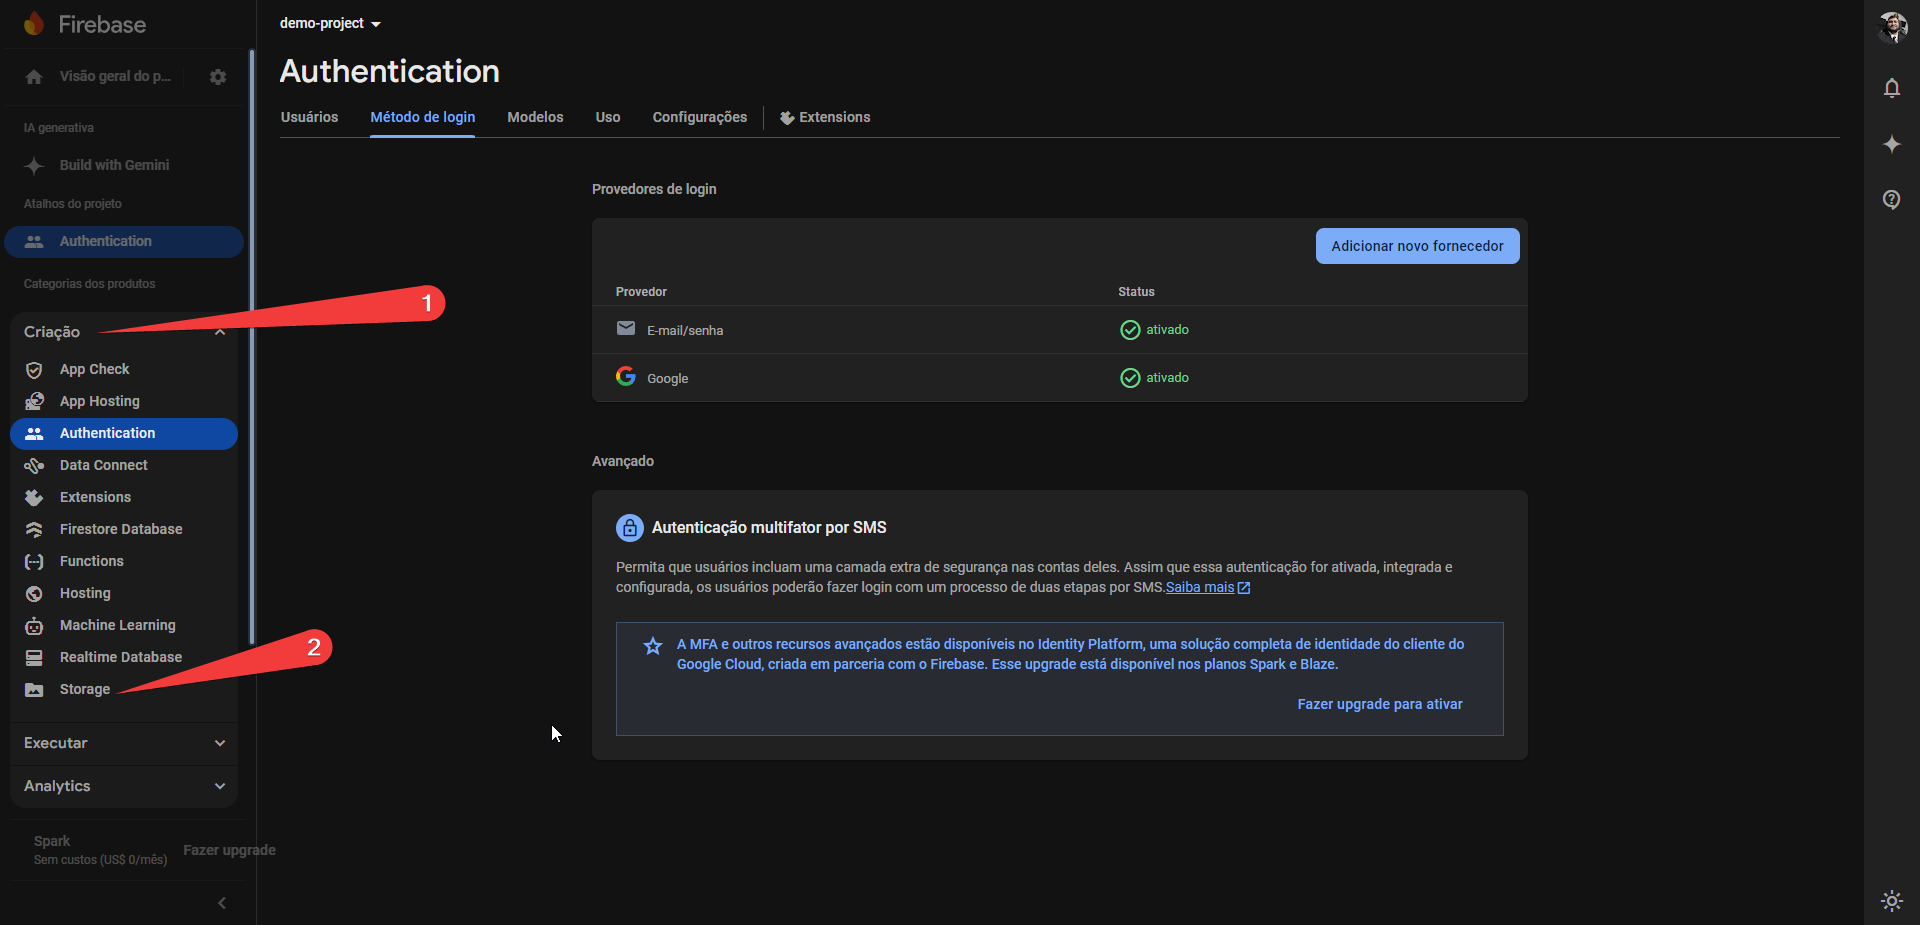 Firebase
Visão geral do p...
IA generativa
Build with Gemini
Atalhos do projeto
Authentication
Categorias dos produtos
Criação
1
App Check
App Hosting
Authentication
Data Connect
Extensions
Firestore Database
Functions
Hosting
Machine Learning
Realtime Database
2
Storage
Executar
Analytics
Spark
Sem custos (US$ 0/mês)
Fazer upgrade
demo-project
Authentication
Usuários Método de login Modelos Uso Configurações Extensions
Provedores de login
Adicionar novo fornecedor
Provedor Status
E-mail/senha ativado
Google ativado
Avançado
Autenticação multifator por SMS
Permita que usuários incluam uma camada extra de segurança nas contas deles. Assim que essa autenticação for ativada, integrada e
configurada, os usuários poderão fazer login com um processo de duas etapas por SMS.Saiba mais
A MFA e outros recursos avançados estão disponíveis no Identity Platform, uma solução completa de identidade do cliente do
Google Cloud, criada em parceria com o Firebase. Esse upgrade está disponível nos planos Spark e Blaze.
Fazer upgrade para ativar